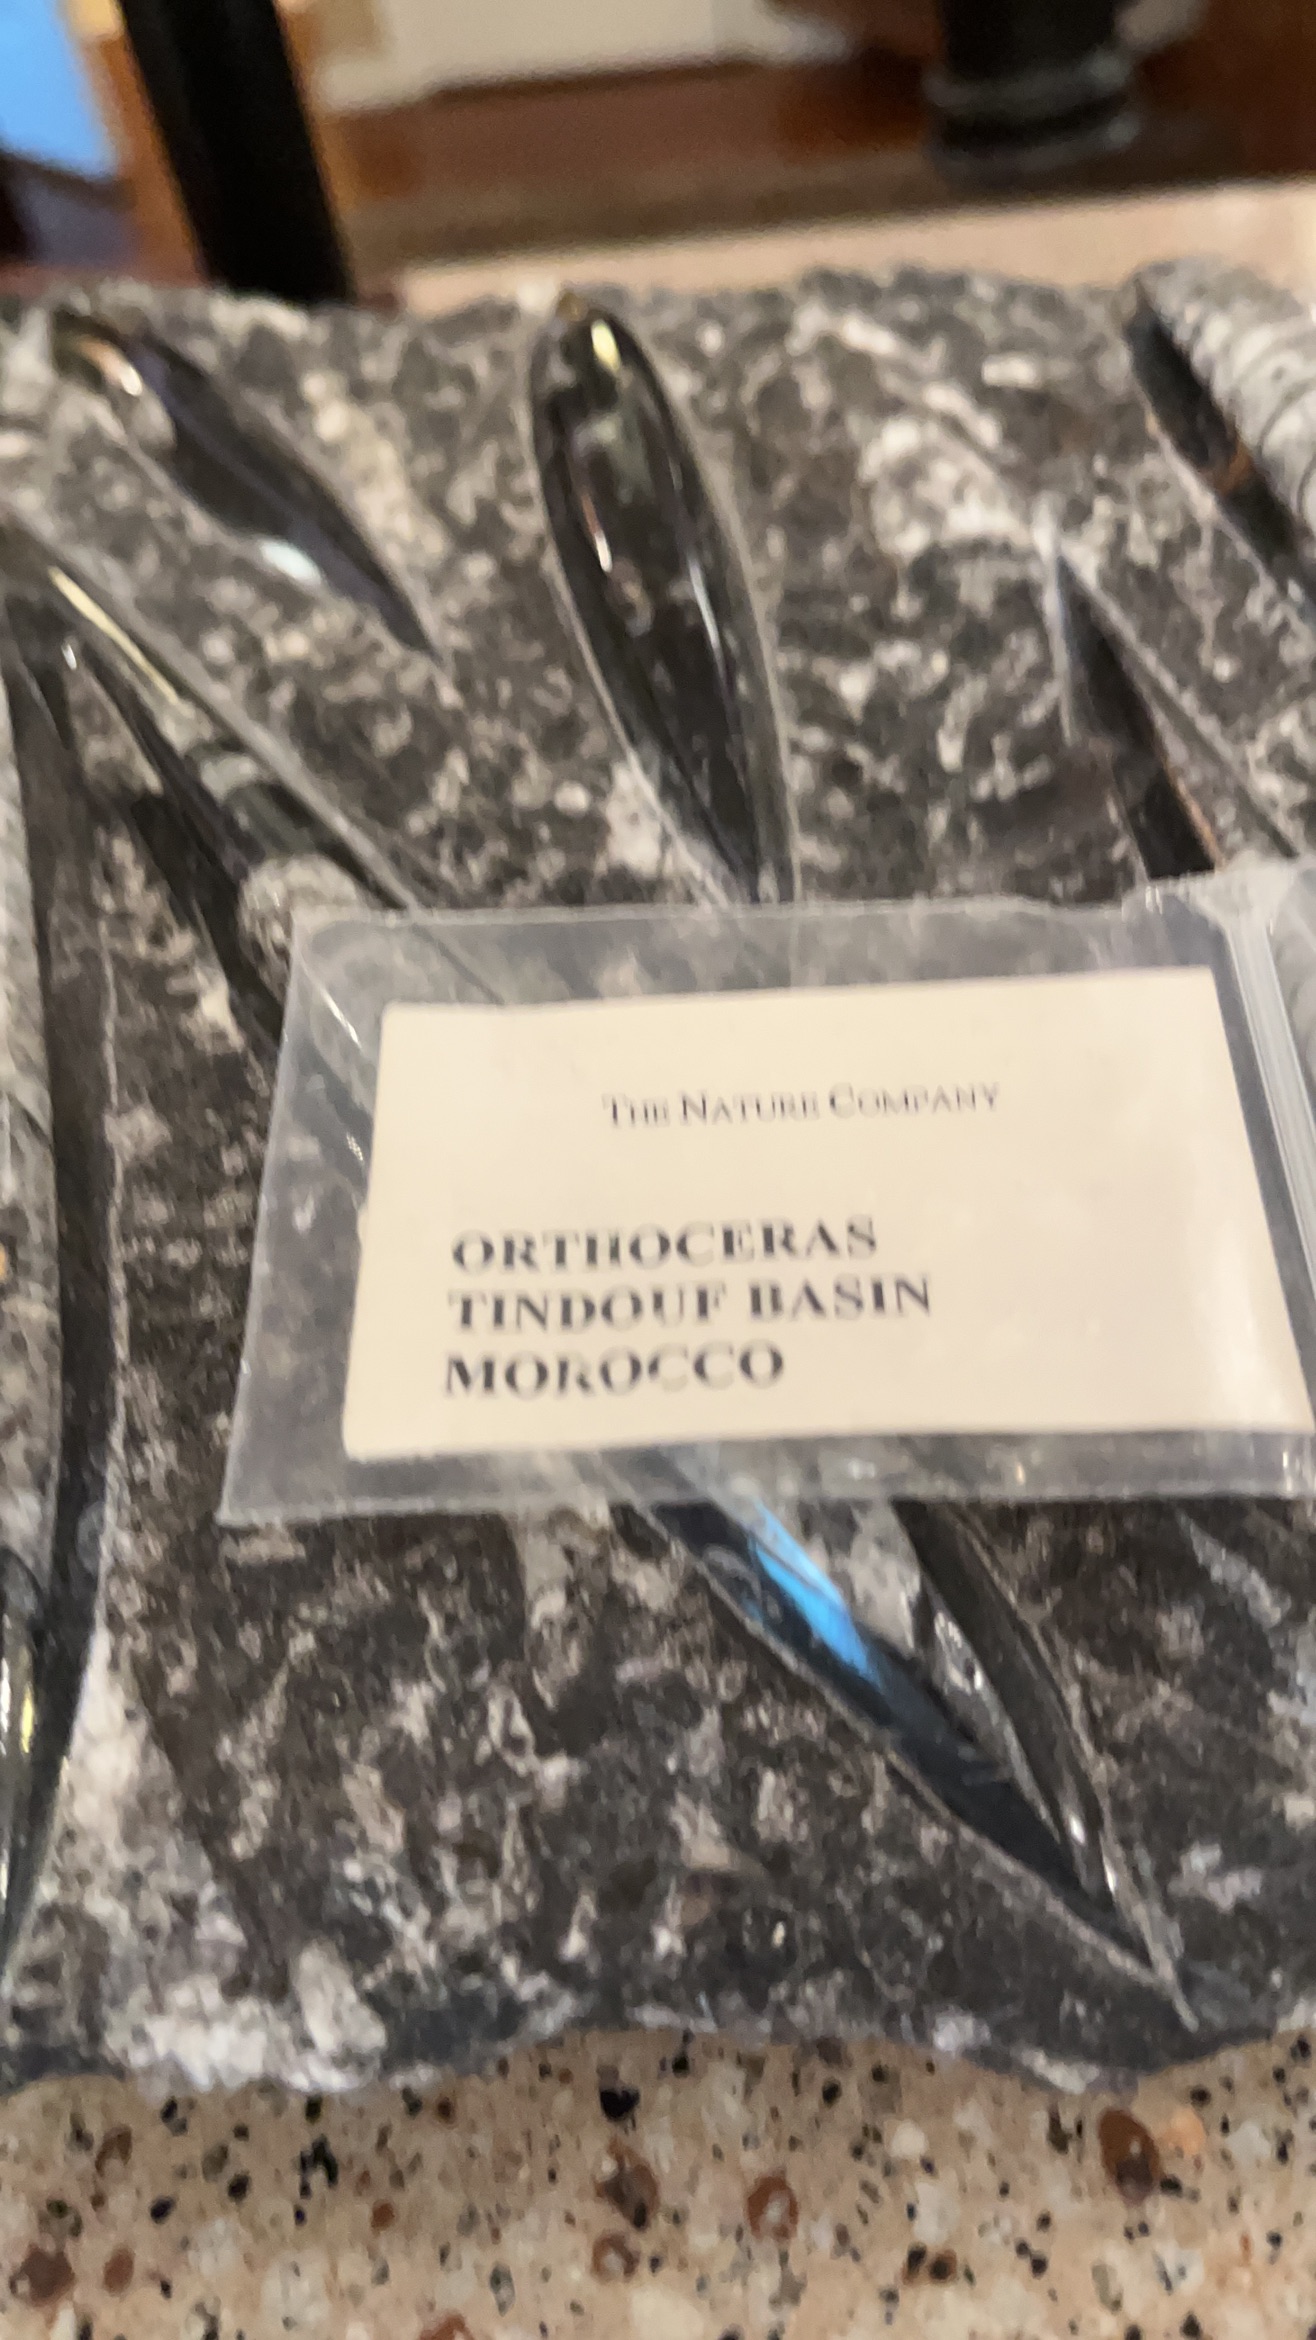 THE NATURE COMPANY
ORTHOCERAS
TINDOUF BASIN
MOROCCO